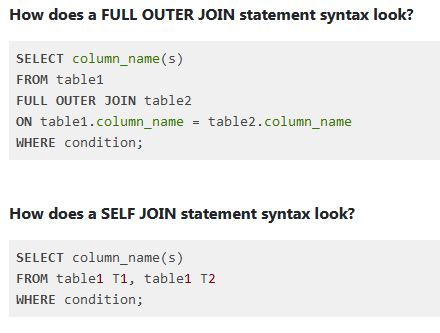 How does a FULL OUTER JOIN statement syntax look?
SELECT column_name(s)
FROM table1
FULL OUTER JOIN table2
ON table1.column_name = table2.column_name
WHERE condition;
How does a SELF JOIN statement syntax look?
SELECT column_name(s)
FROM table1 T1, table1 T2
WHERE condition;